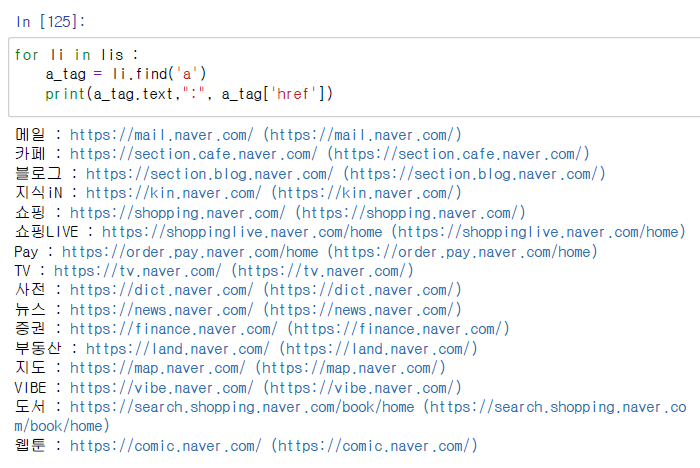 In [125]:
for li in lis :
    a_tag = li.find('a')
    print(a_tag.text,":", a_tag['href'])
메일 : https://mail.naver.com/ (https://mail.naver.com/)
카페 : https://section.cafe.naver.com/ (https://section.cafe.naver.com/)
블로그 : https://section.blog.naver.com/ (https://section.blog.naver.com/)
지식iN : https://kin.naver.com/ (https://kin.naver.com/)
쇼핑 : https://shopping.naver.com/ (https://shopping.naver.com/)
쇼핑LIVE : https://shoppinglive.naver.com/home (https://shoppinglive.naver.com/home)
Pay : https://order.pay.naver.com/home (https://order.pay.naver.com/home)
TV : https://tv.naver.com/ (https://tv.naver.com/)
사전 : https://dict.naver.com/ (https://dict.naver.com/)
뉴스 : https://news.naver.com/ (https://news.naver.com/)
증권 : https://finance.naver.com/ (https://finance.naver.com/)
부동산 : https://land.naver.com/ (https://land.naver.com/)
지도 : https://map.naver.com/ (https://map.naver.com/)
VIBE : https://vibe.naver.com/ (https://vibe.naver.com/)
도서 : https://search.shopping.naver.com/book/home (https://search.shopping.naver.co
m/book/home)
웹툰 : https://comic.naver.com/ (https://comic.naver.com/)